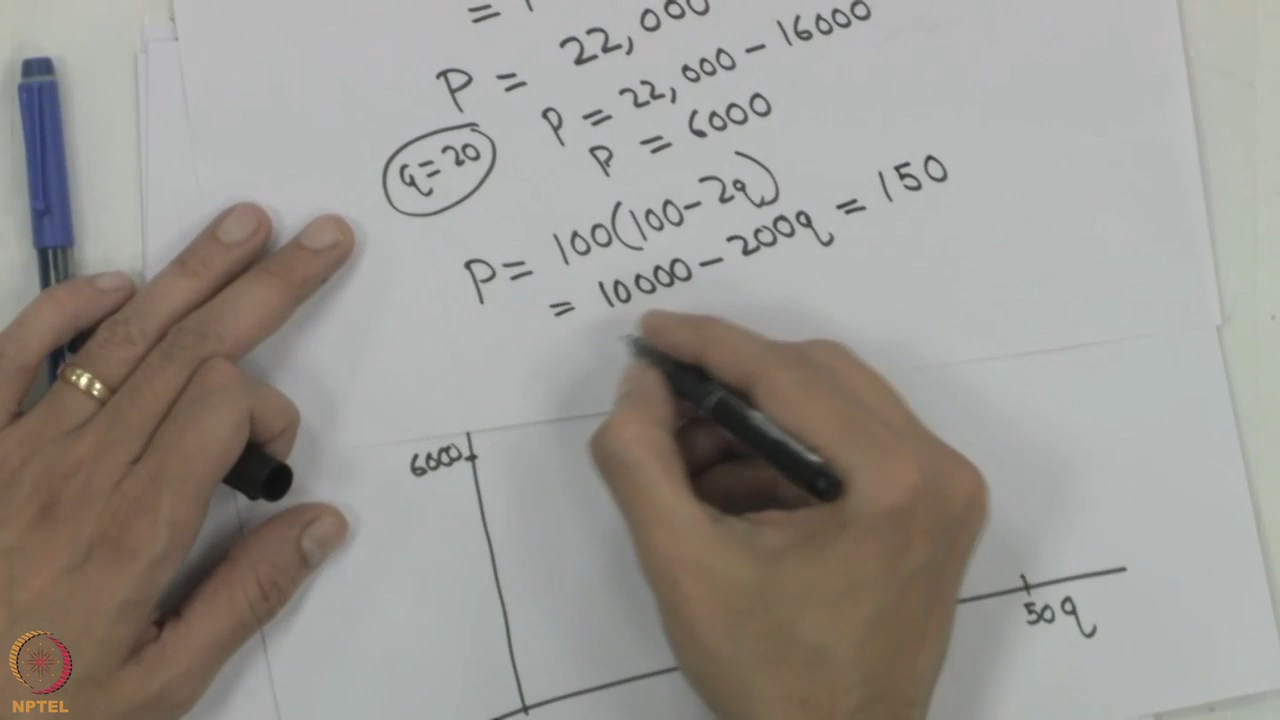 =
P = 22,000
P = 22,000 - 16000
q = 20
P = 6000
P = 100(100 - 2q)
= 10000 - 200q = 150
6000
50 q
NPTEL